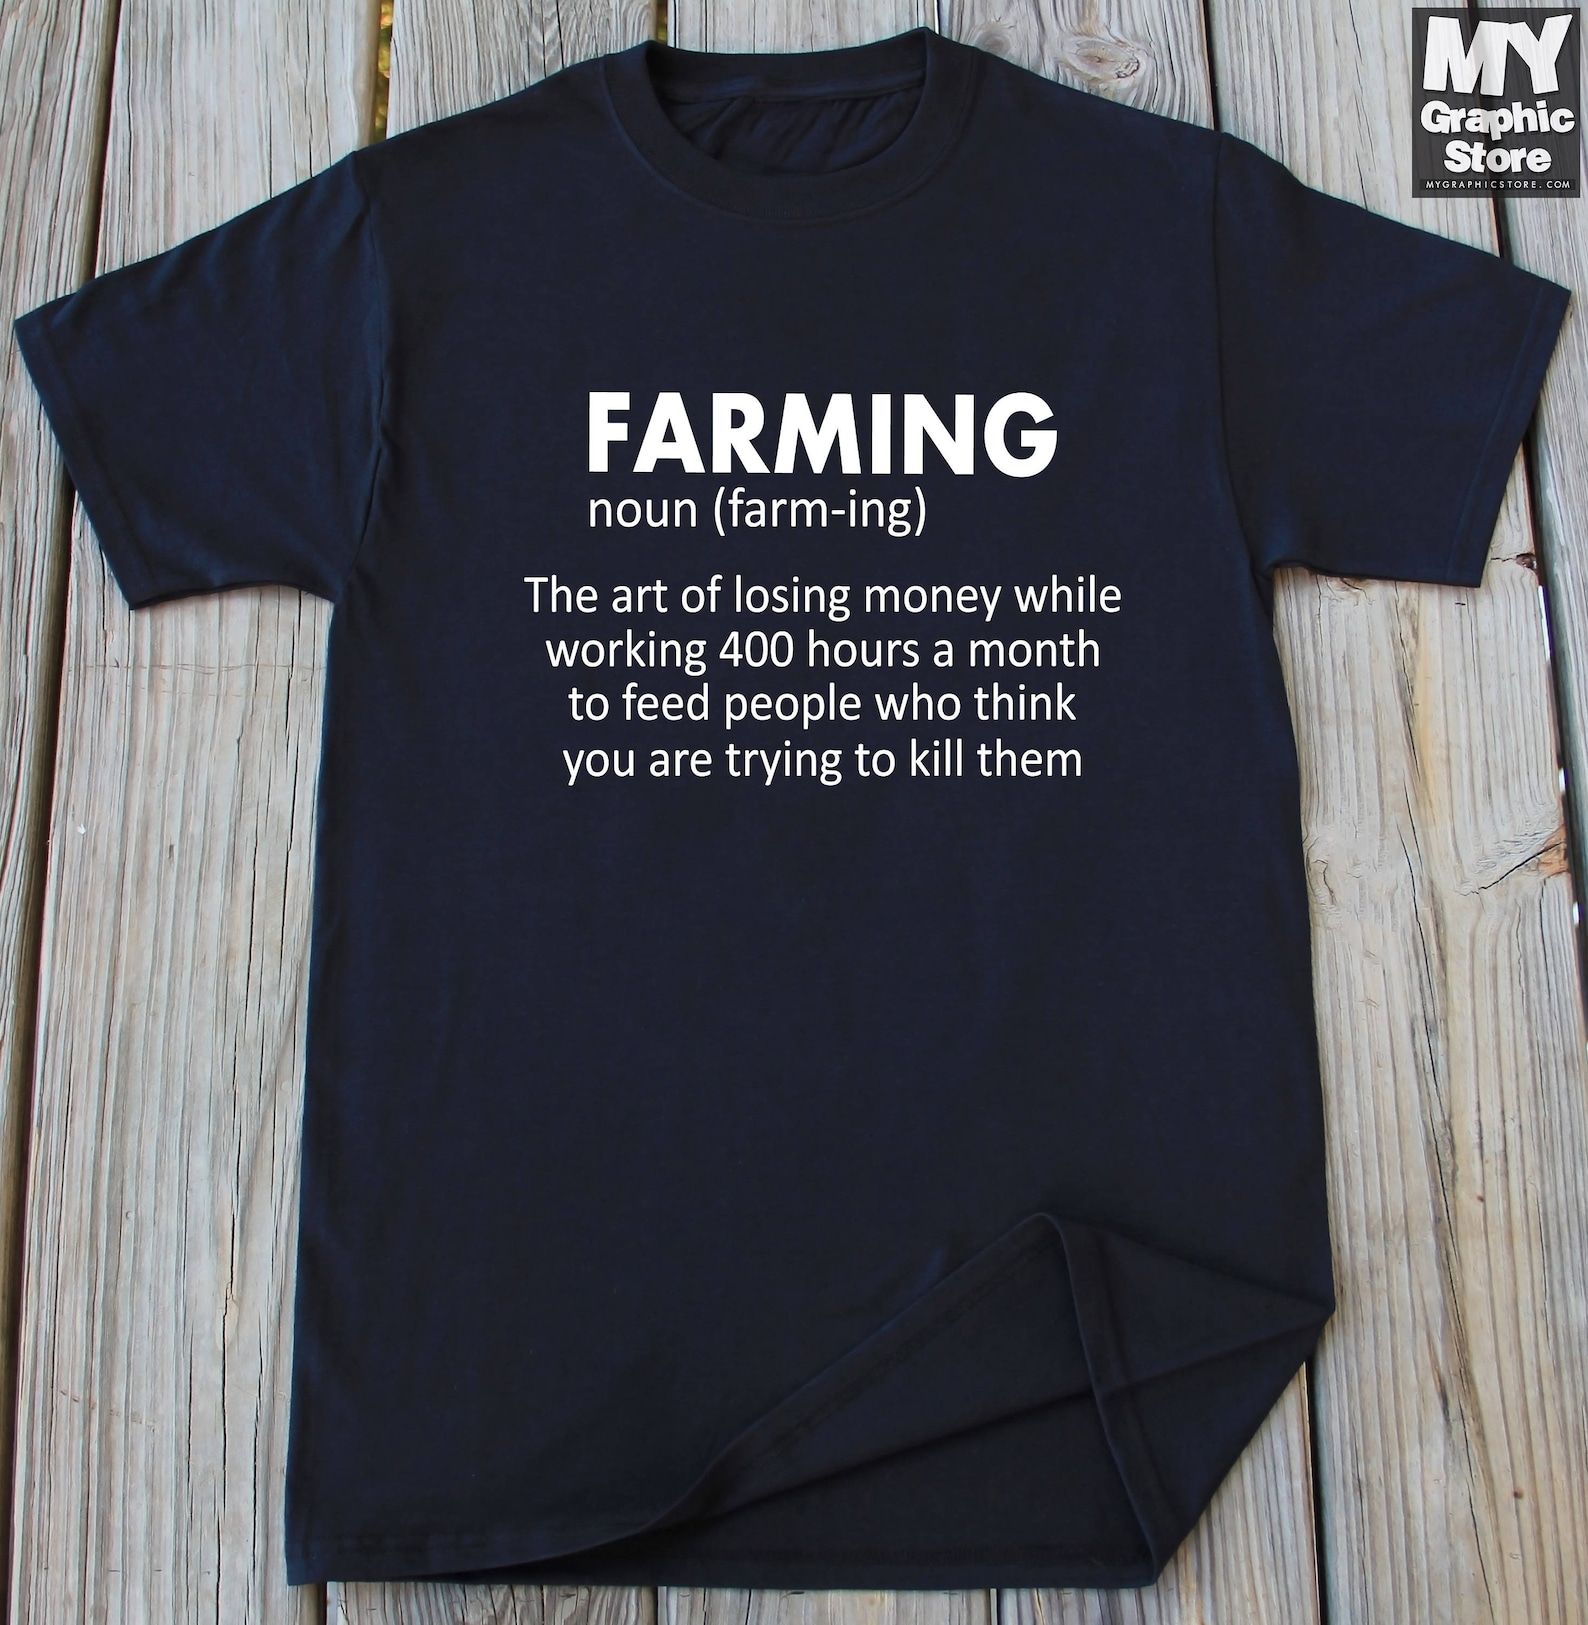 MY
Graphic
Store
MYGRAPHICSTORE.COM
FARMING
noun (farm-ing)
The art of losing money while
working 400 hours a month
to feed people who think
you are trying to kill them